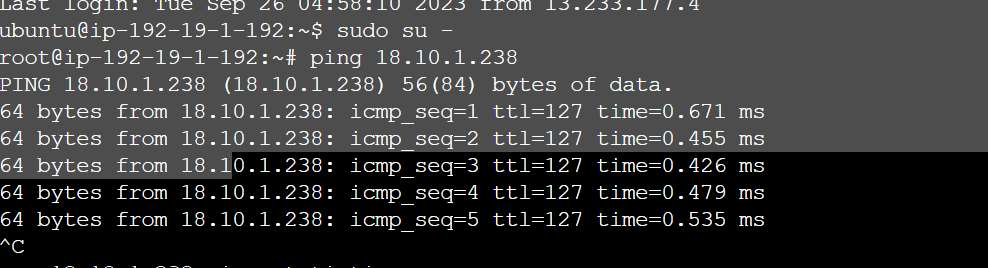 Last login: Tue Sep 26 04:58:10 2023 from 13.233.177.4
ubuntu@ip-192-19-1-192:~$ sudo su -
root@ip-192-19-1-192:~# ping 18.10.1.238
PING 18.10.1.238 (18.10.1.238) 56(84) bytes of data.
64 bytes from 18.10.1.238: icmp_seq=1 ttl=127 time=0.671 ms
64 bytes from 18.10.1.238: icmp_seq=2 ttl=127 time=0.455 ms
64 bytes from 18.10.1.238: icmp_seq=3 ttl=127 time=0.426 ms
64 bytes from 18.10.1.238: icmp_seq=4 ttl=127 time=0.479 ms
64 bytes from 18.10.1.238: icmp_seq=5 ttl=127 time=0.535 ms
^C